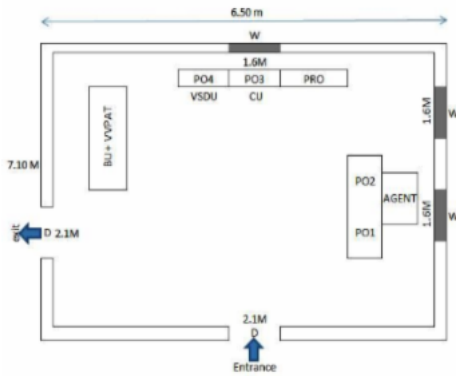 6.50 m
W
1.6M
PO4 PO3 PRO
VSDU CU
BU + VVPAT
1.6M
W
7.10 M
PO2
AGENT
1.6M
W
PO1
exit
D 2.1M
2.1M
D
Entrance